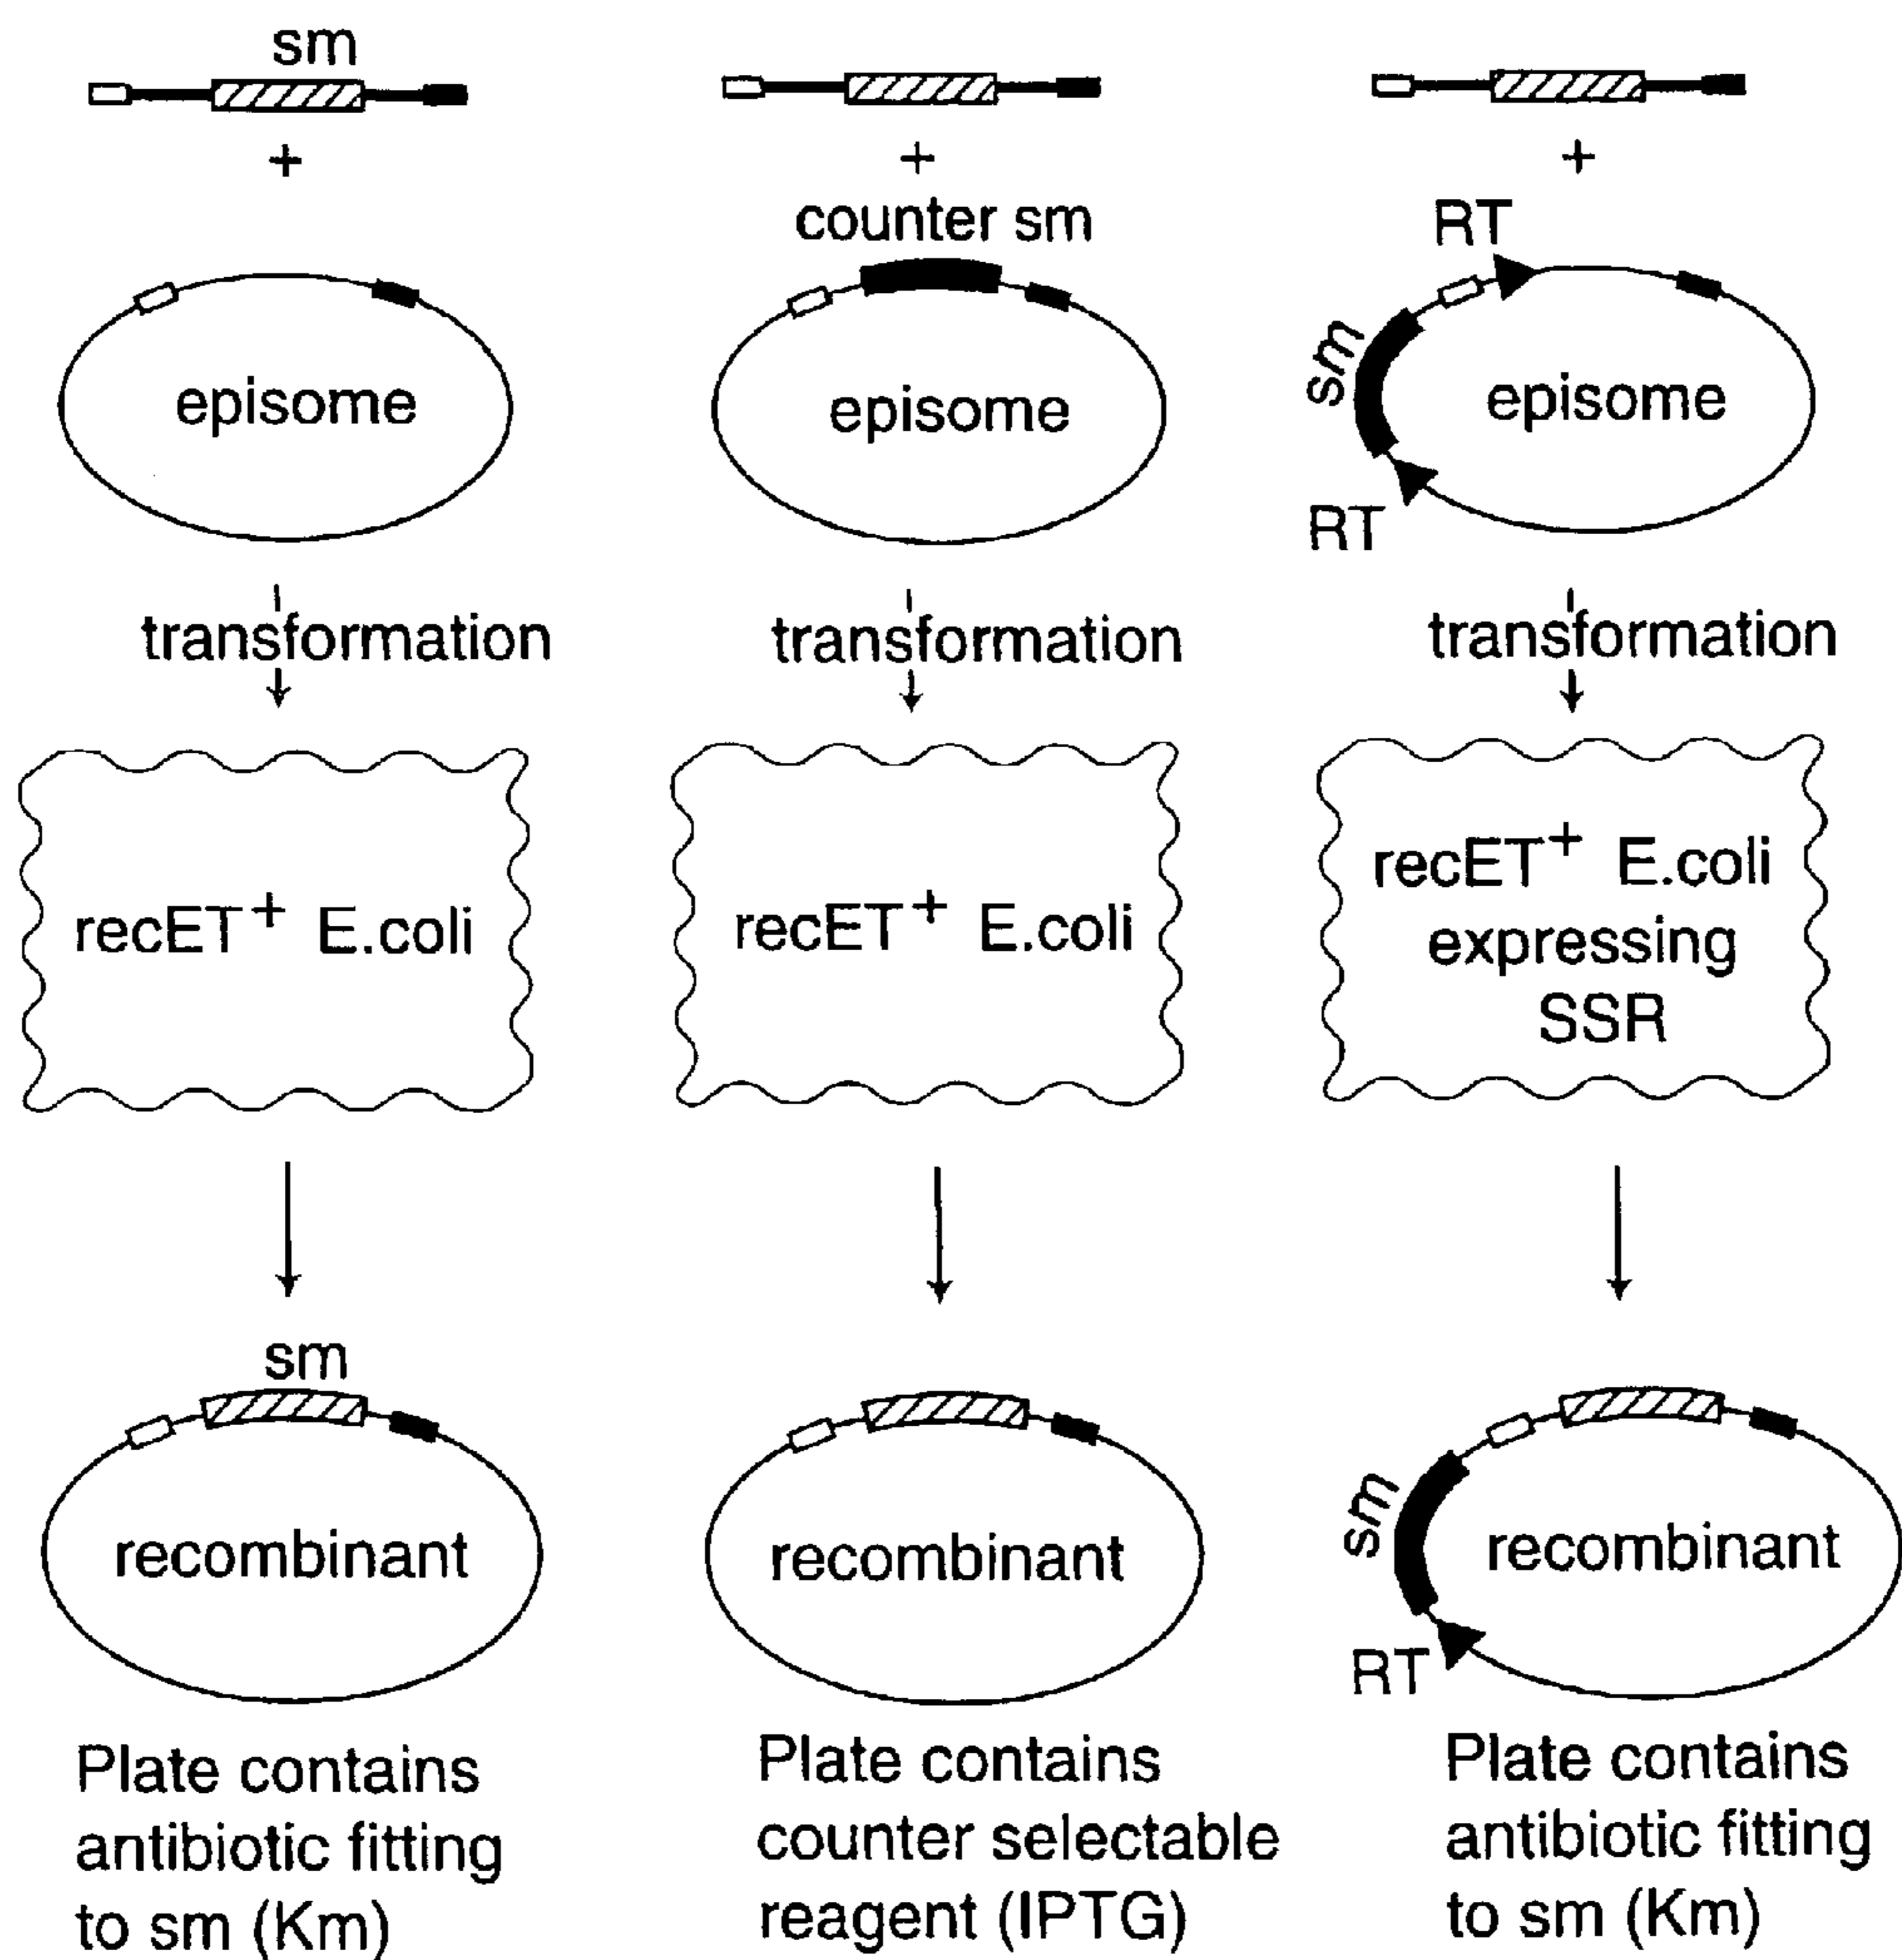 sm
+
episome
transformation
recET+ E.coli
sm
recombinant
Plate contains
antibiotic fitting
to sm (Km)
+
counter sm
episome
transformation
recET+ E.coli
recombinant
Plate contains
counter selectable
reagent (IPTG)
+
RT
sm
episome
RT
transformation
recET+ E.coli
expressing
SSR
sm
recombinant
RT
Plate contains
antibiotic fitting
to sm (Km)